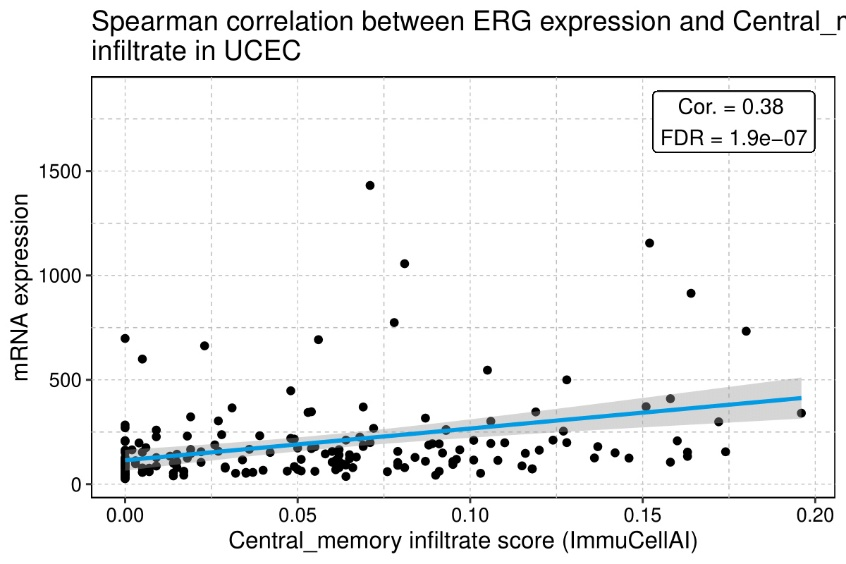 Spearman correlation between ERG expression and Central_m
infiltrate in UCEC
Cor. = 0.38
FDR = 1.9e−07
1500
1000
500
0
mRNA expression
0.00 0.05 0.10 0.15 0.20
Central_memory infiltrate score (ImmuCellAI)